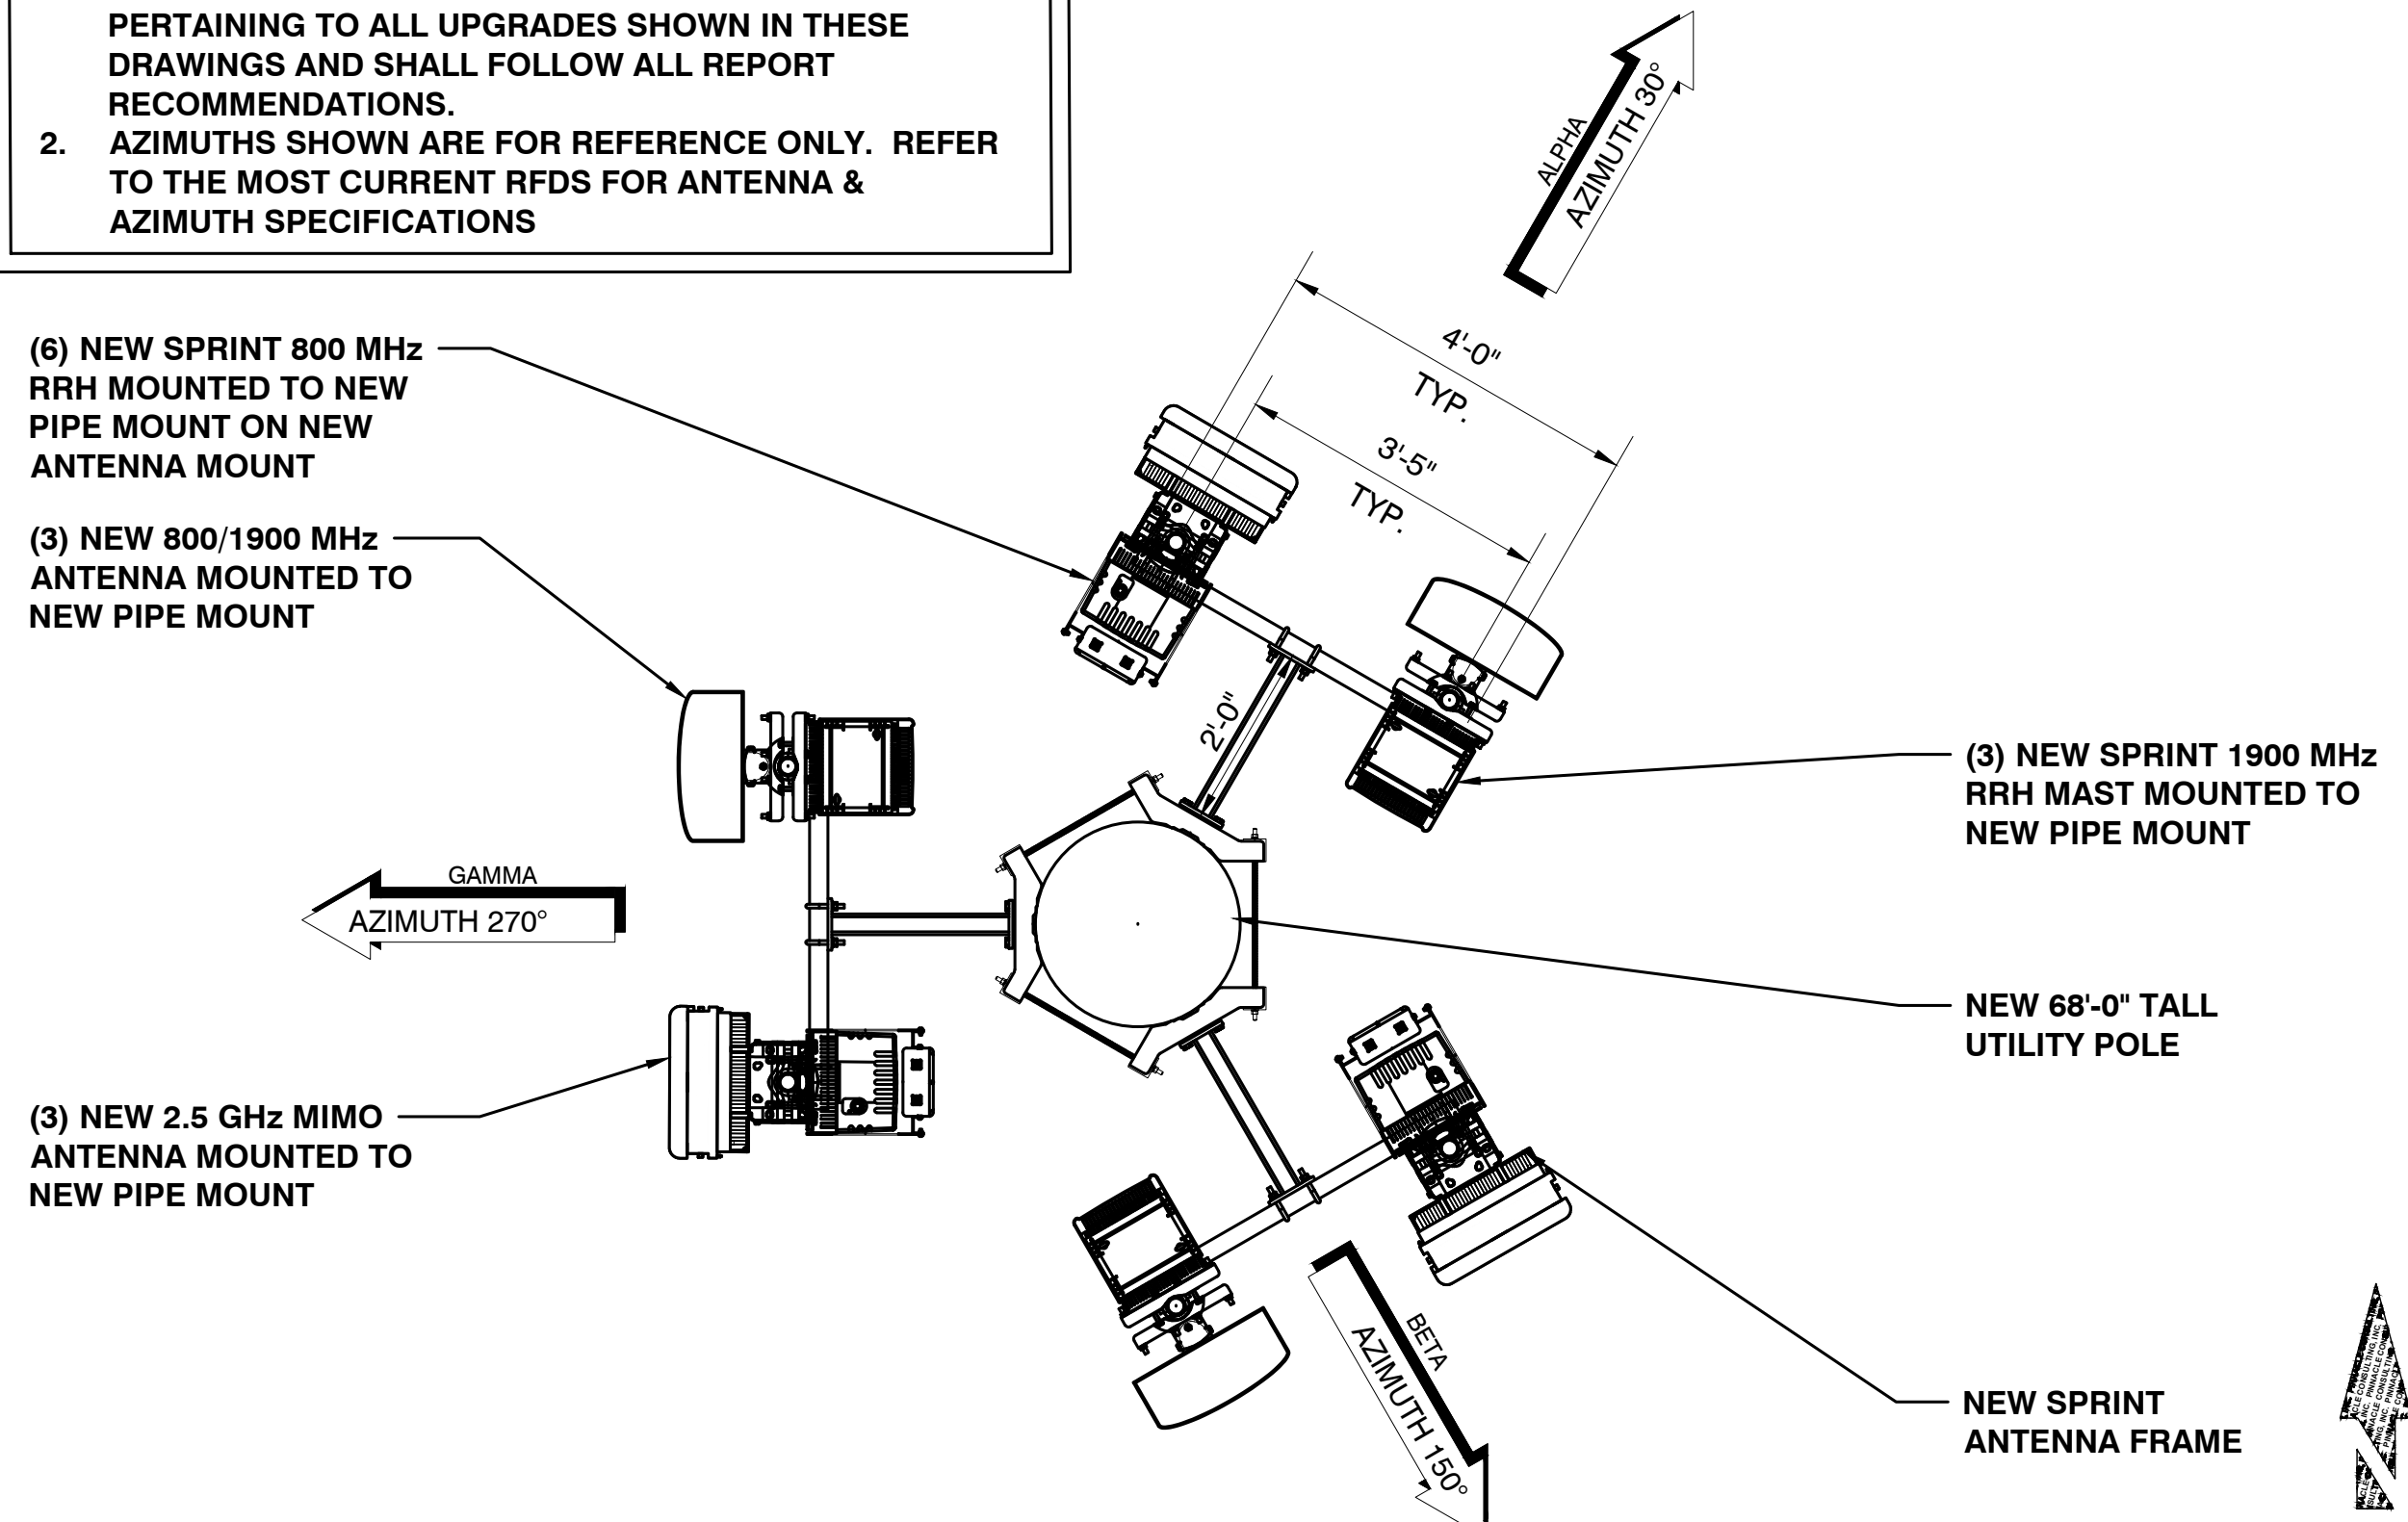 PERTAINING TO ALL UPGRADES SHOWN IN THESE
DRAWINGS AND SHALL FOLLOW ALL REPORT
RECOMMENDATIONS.
2. AZIMUTHS SHOWN ARE FOR REFERENCE ONLY. REFER
TO THE MOST CURRENT RFDS FOR ANTENNA &
AZIMUTH SPECIFICATIONS
ALPHA
AZIMUTH 30°
4'-0"
TYP.
3'-5"
TYP.
2'-0"
(6) NEW SPRINT 800 MHz
RRH MOUNTED TO NEW
PIPE MOUNT ON NEW
ANTENNA MOUNT
(3) NEW 800/1900 MHz
ANTENNA MOUNTED TO
NEW PIPE MOUNT
GAMMA
AZIMUTH 270°
(3) NEW 2.5 GHz MIMO
ANTENNA MOUNTED TO
NEW PIPE MOUNT
(3) NEW SPRINT 1900 MHz
RRH MAST MOUNTED TO
NEW PIPE MOUNT
NEW 68'-0" TALL
UTILITY POLE
BETA
AZIMUTH 150°
NEW SPRINT
ANTENNA FRAME